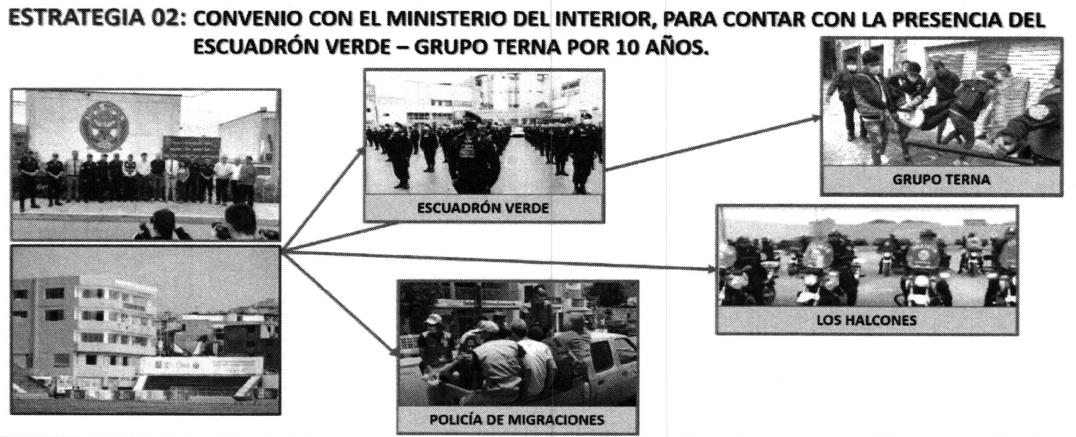 ESTRATEGIA 02: CONVENIO CON EL MINISTERIO DEL INTERIOR, PARA CONTAR CON LA PRESENCIA DEL
ESCUADRÓN VERDE – GRUPO TERNA POR 10 AÑOS.
ESCUADRÓN VERDE
GRUPO TERNA
LOS HALCONES
POLICÍA DE MIGRACIONES